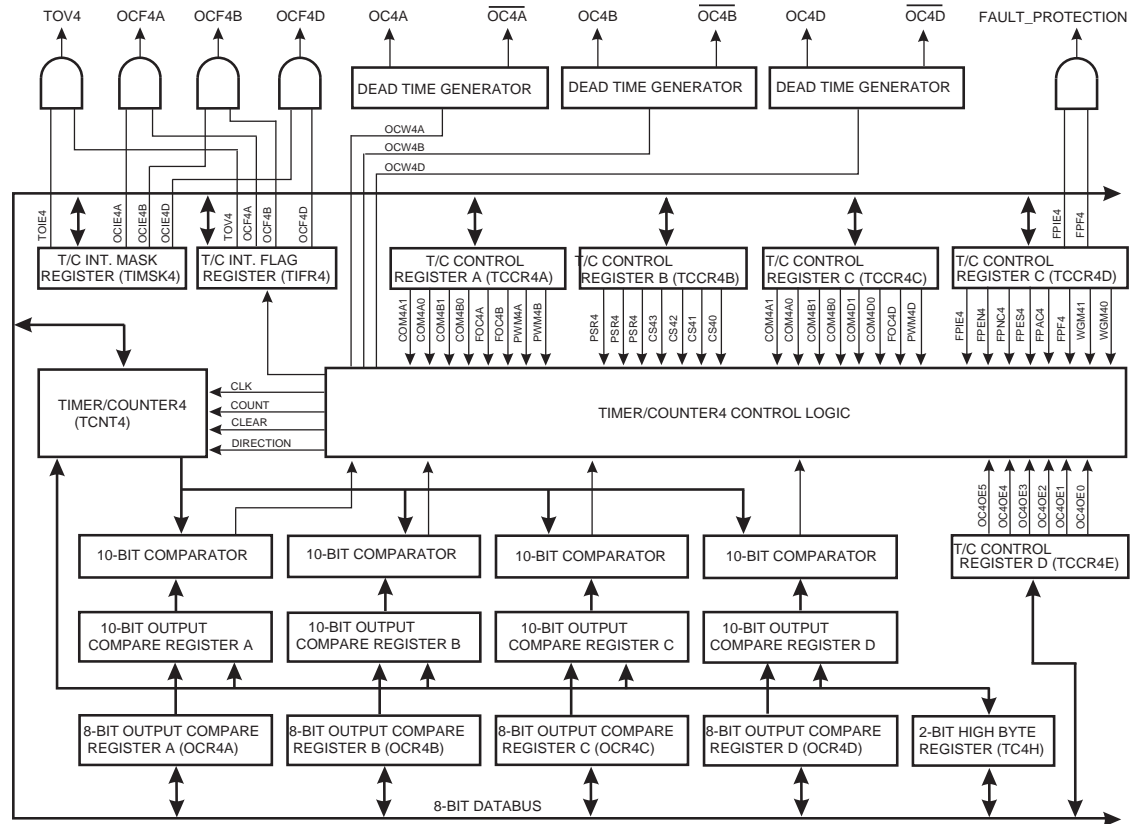 TOV4 OCF4A OCF4B OCF4D OC4A OC4A OC4B OC4B OC4D OC4D FAULT_PROTECTION
DEAD TIME GENERATOR DEAD TIME GENERATOR DEAD TIME GENERATOR
OCW4A
OCW4B
OCW4D
TOIE4 OCIE4A OCIE4B OCIE4D TOV4 OCF4A OCF4B OCF4D FPIE4 FPF4
T/C INT. MASK
REGISTER (TIMSK4)
T/C INT. FLAG
REGISTER (TIFR4)
T/C CONTROL
REGISTER A (TCCR4A)
T/C CONTROL
REGISTER B (TCCR4B)
T/C CONTROL
REGISTER C (TCCR4C)
T/C CONTROL
REGISTER C (TCCR4D)
COM4A1 COM4A0 COM4B1 COM4B0 FOC4A FOC4B PWM4A PWM4B
PSR4 PSR4 PSR4 CS43 CS42 CS41 CS40
COM4A1 COM4A0 COM4B1 COM4B0 COM4D1 COM4D0 FOC4D PWM4D
FPIE4 FPEN4 FPNC4 FPES4 FPAC4 FPF4 WGM41 WGM40
TIMER/COUNTER4
(TCNT4)
CLK
COUNT
CLEAR
DIRECTION
TIMER/COUNTER4 CONTROL LOGIC
OC4OE5 OC4OE4 OC4OE3 OC4OE2 OC4OE1 OC4OE0
T/C CONTROL
REGISTER D (TCCR4E)
10-BIT COMPARATOR 10-BIT COMPARATOR 10-BIT COMPARATOR 10-BIT COMPARATOR
10-BIT OUTPUT
COMPARE REGISTER A
10-BIT OUTPUT
COMPARE REGISTER B
10-BIT OUTPUT
COMPARE REGISTER C
10-BIT OUTPUT
COMPARE REGISTER D
8-BIT OUTPUT COMPARE
REGISTER A (OCR4A)
8-BIT OUTPUT COMPARE
REGISTER B (OCR4B)
8-BIT OUTPUT COMPARE
REGISTER C (OCR4C)
8-BIT OUTPUT COMPARE
REGISTER D (OCR4D)
2-BIT HIGH BYTE
REGISTER (TC4H)
8-BIT DATABUS